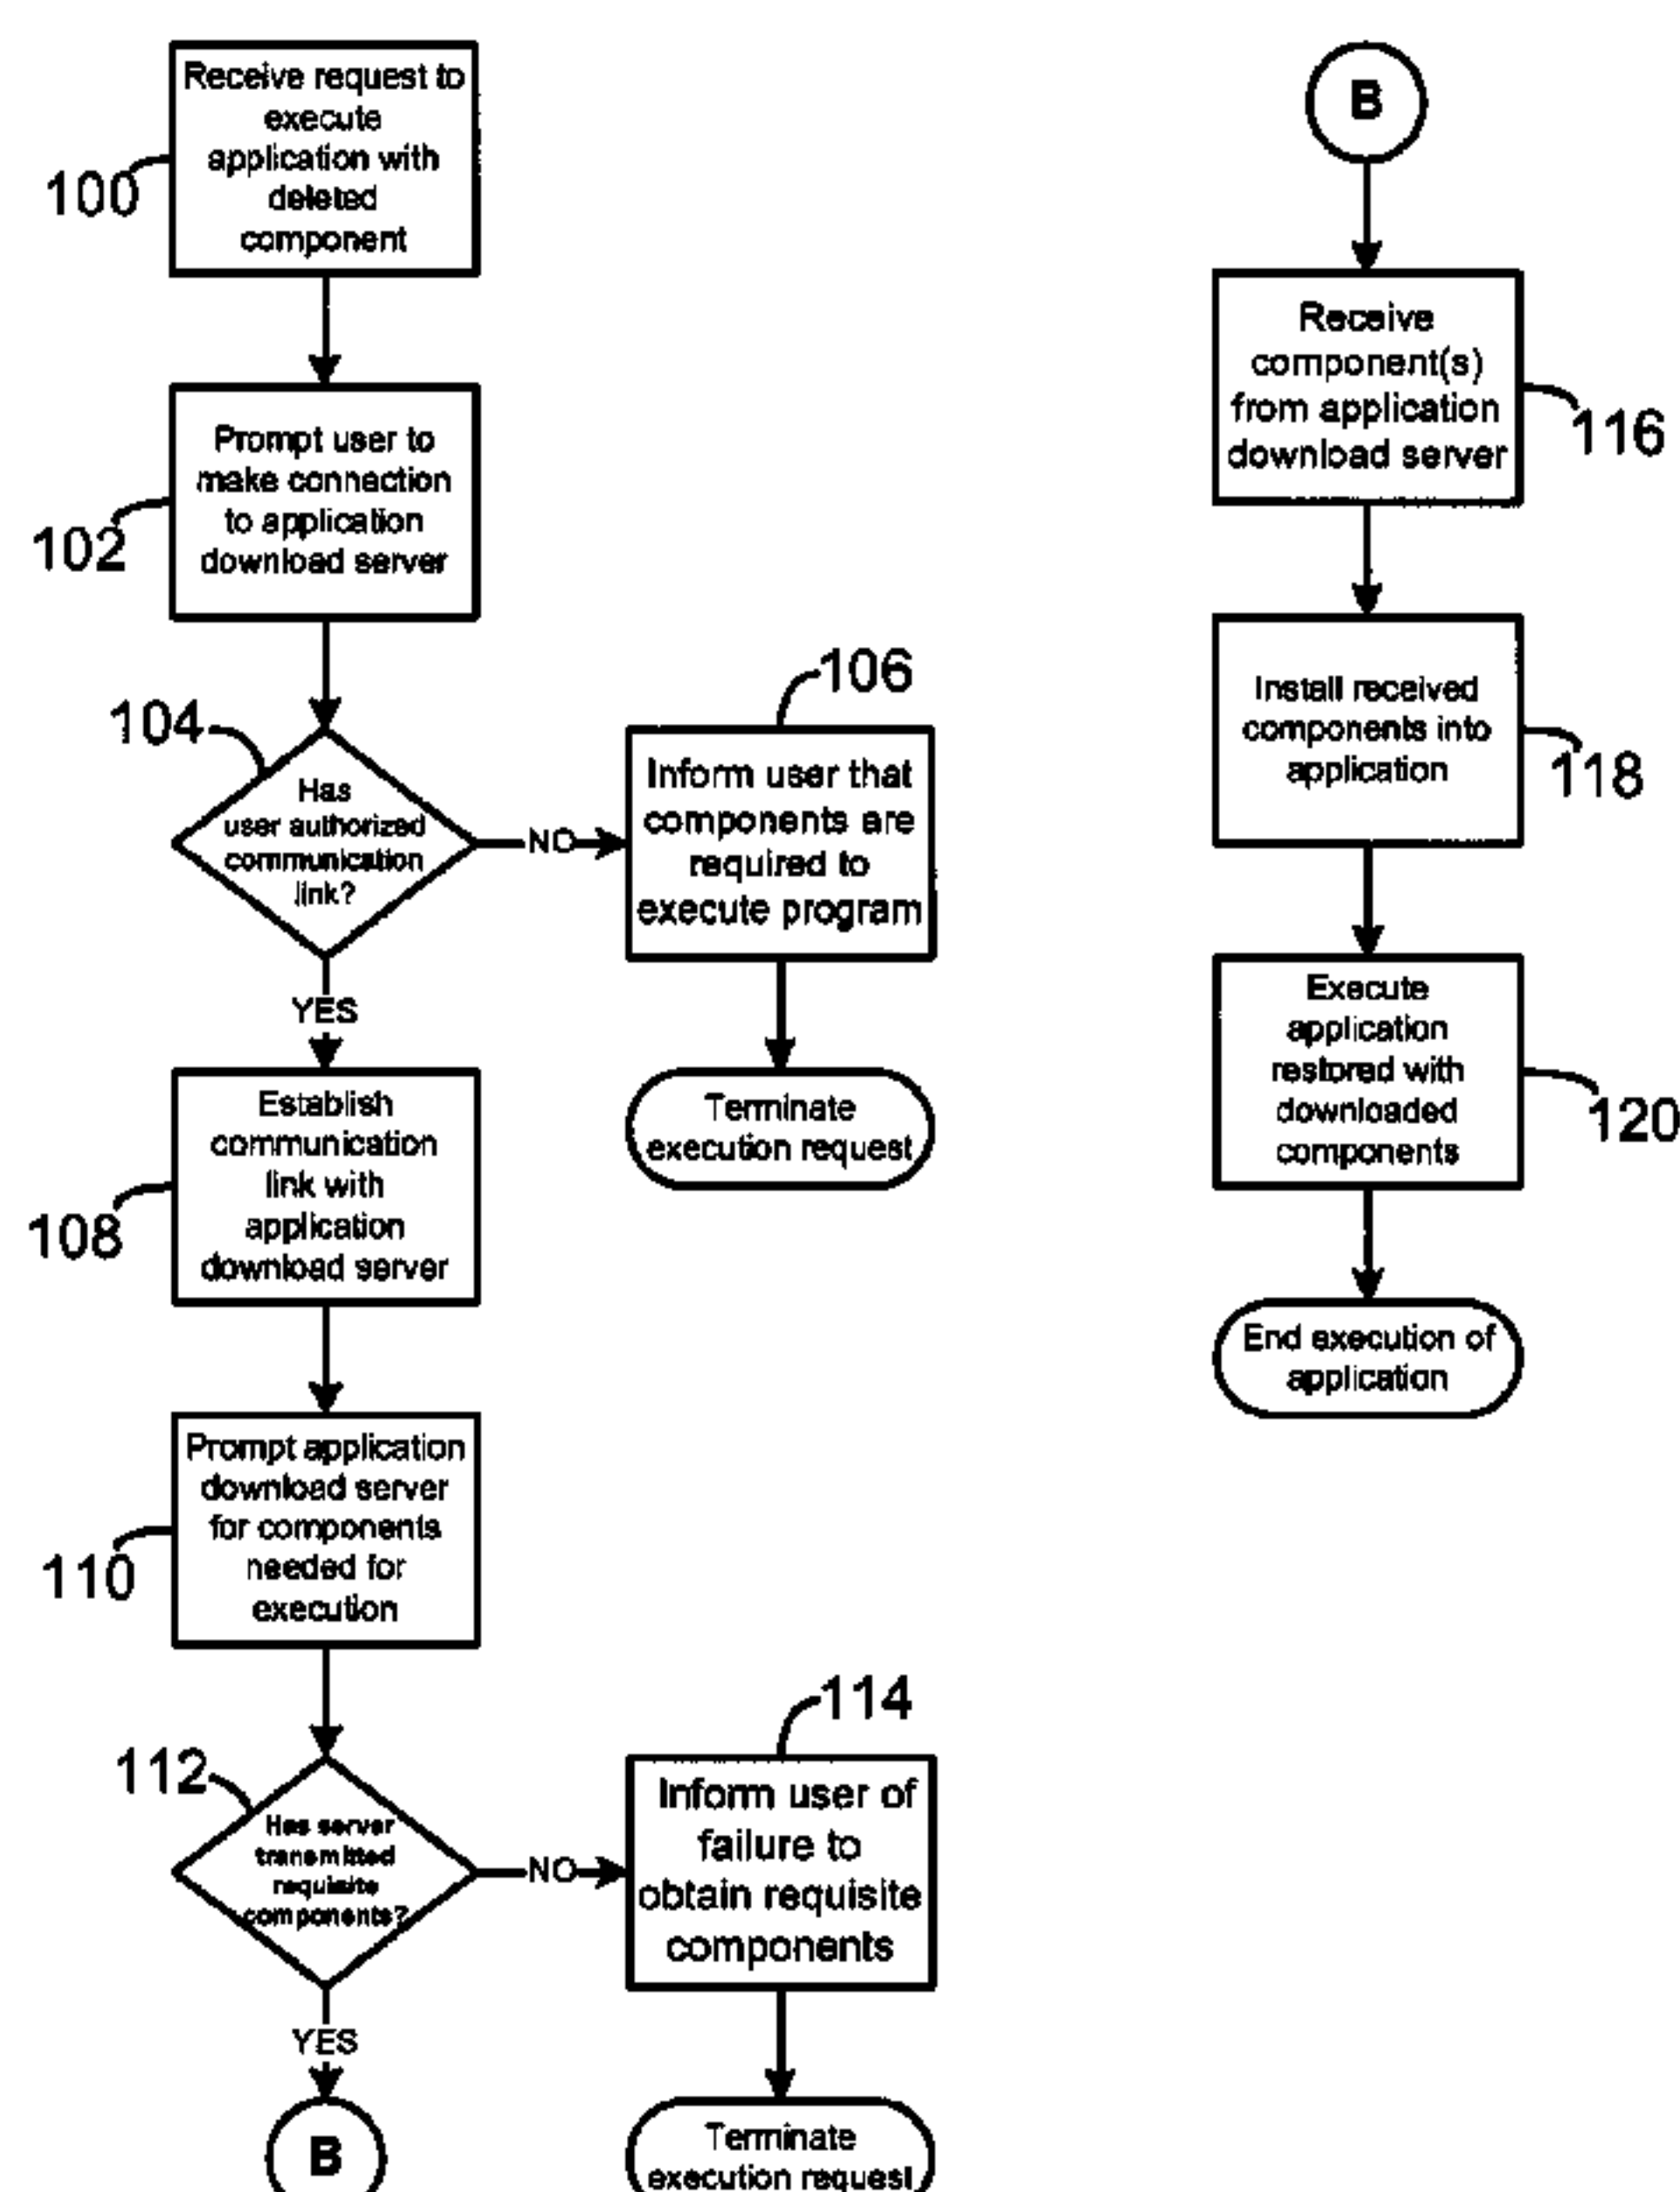 Receive request to
execute
application with
deleted
component
100
Prompt user to
make connection
to application
download server
102
104
Has
user authorized
communication
link?
NO
106
Inform user that
components are
required to
execute program
Terminate
execution request
YES
Establish
communication
link with
application
download server
108
Prompt application
download server
for components
needed for
execution
110
112
Has server
transmitted
requisite
components?
NO
114
Inform user of
failure to
obtain requisite
components
Terminate
execution request
YES
B
B
Receive
component(s)
from application
download server
116
Install received
components into
application
118
Execute
application
restored with
downloaded
components
120
End execution of
application